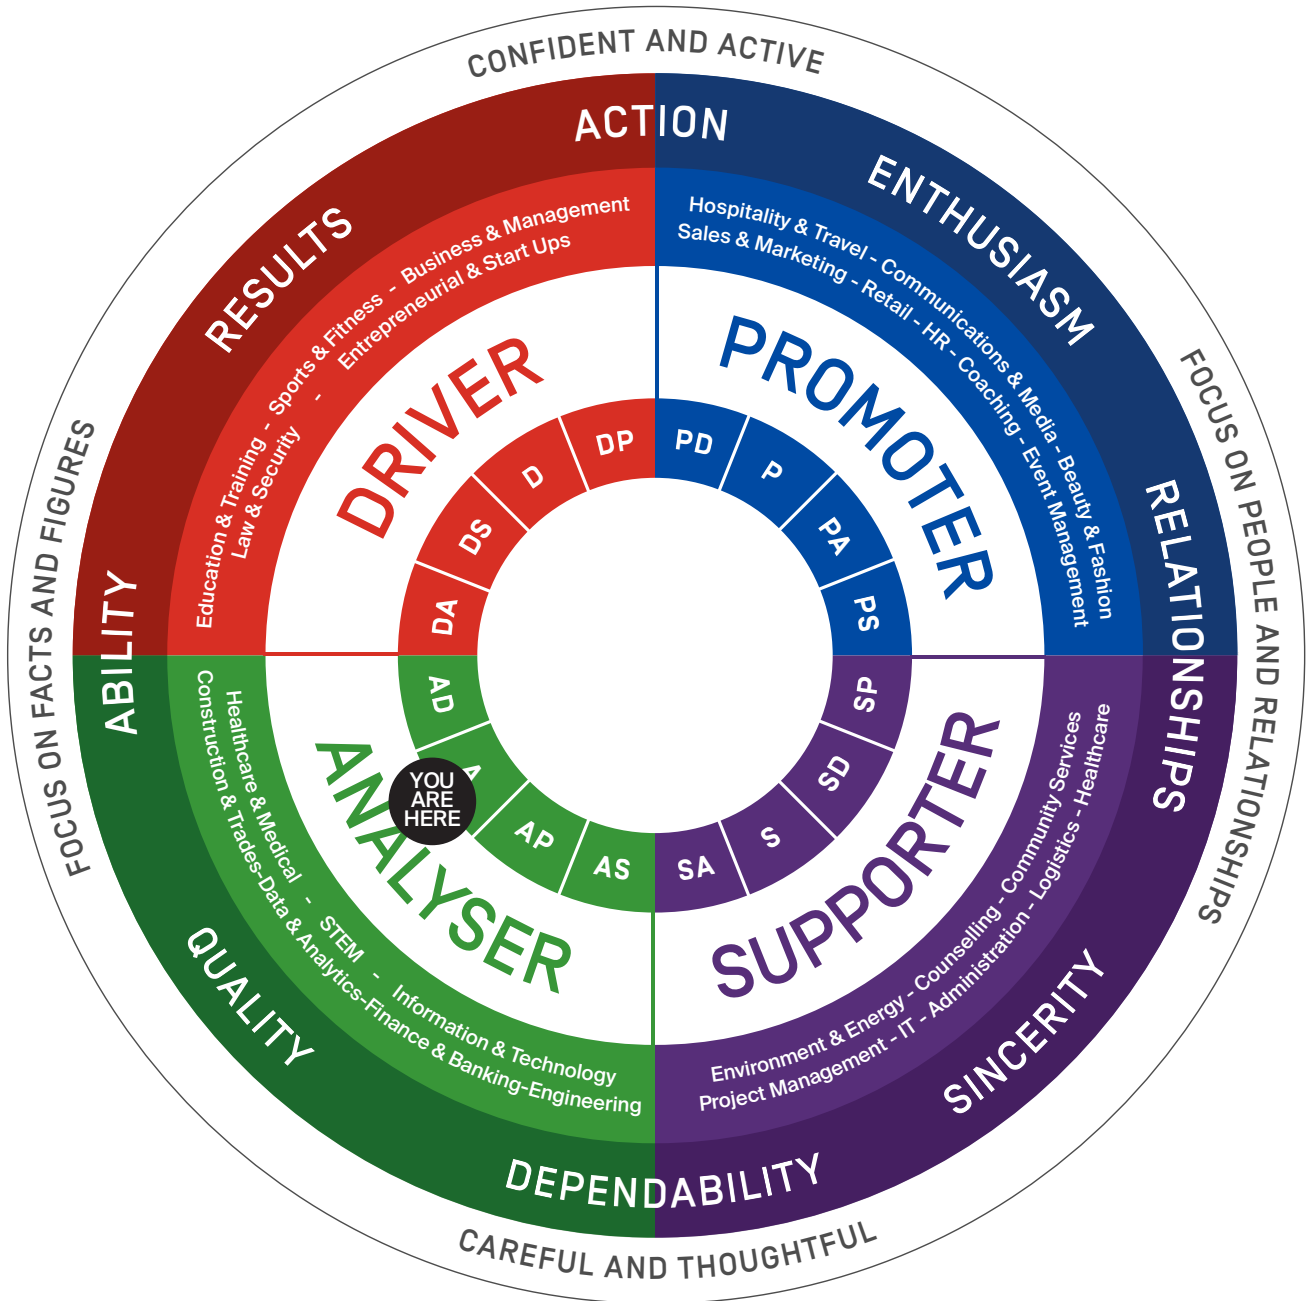 CONFIDENT AND ACTIVE
FOCUS ON PEOPLE AND RELATIONSHIPS
CAREFUL AND THOUGHTFUL
FOCUS ON FACTS AND FIGURES
ACTION
ENTHUSIASM
RELATIONSHIPS
SINCERITY
DEPENDABILITY
QUALITY
ABILITY
RESULTS
Education & Training - Sports & Fitness - Business & Management
Law & Security - Entrepreneurial & Start Ups
Hospitality & Travel - Communications & Media - Beauty & Fashion
Sales & Marketing - Retail - HR - Coaching - Event Management
Environment & Energy - Counselling - Community Services
Project Management - IT - Administration - Logistics - Healthcare
Healthcare & Medical - STEM - Information & Technology
Construction & Trades-Data & Analytics-Finance & Banking-Engineering
DRIVER
PROMOTER
SUPPORTER
ANALYSER
DA
DS
D
DP
PD
P
PA
PS
SP
SD
S
SA
AS
AP
A
AD
YOU
ARE
HERE